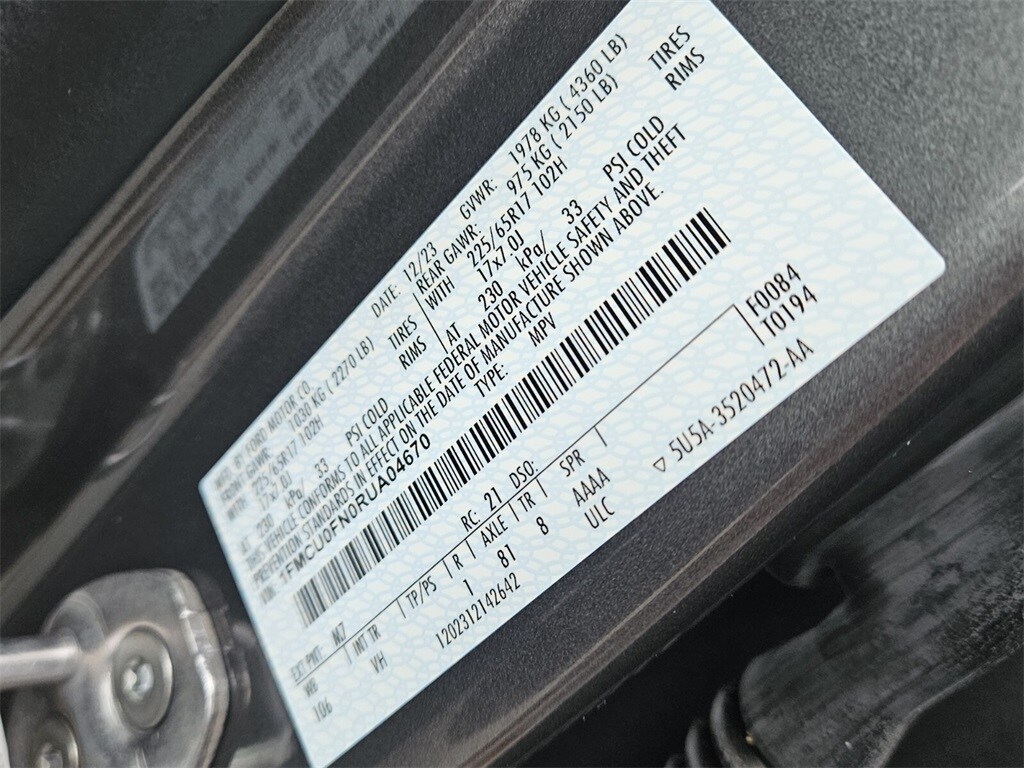 MFD. BY FORD MOTOR CO. DATE: 12/23 GVWR: 1978 KG ( 4360 LB)
FRONT GAWR: 1030 KG ( 2270 LB) REAR GAWR: 975 KG ( 2150 LB)
WITH 225/65R17 102H TIRES WITH 225/65R17 102H TIRES
17x7.0J RIMS 17x7.0J RIMS
AT 230 kPa/ 33 PSI COLD AT 230 kPa/ 33 PSI COLD
THIS VEHICLE CONFORMS TO ALL APPLICABLE FEDERAL MOTOR VEHICLE SAFETY AND THEFT
PREVENTION STANDARDS IN EFFECT ON THE DATE OF MANUFACTURE SHOWN ABOVE.
VIN: 1FMCU0FN0RUA04670 TYPE: MPV
F0084
T0194
EXT PNT: M7 RC: 21 DSO:
WB INT TR TP/PS R AXLE TR SPR
106 VH 1 81 8 AAAA
ULC
1202312142642
▽ 5U5A-3520472-AA